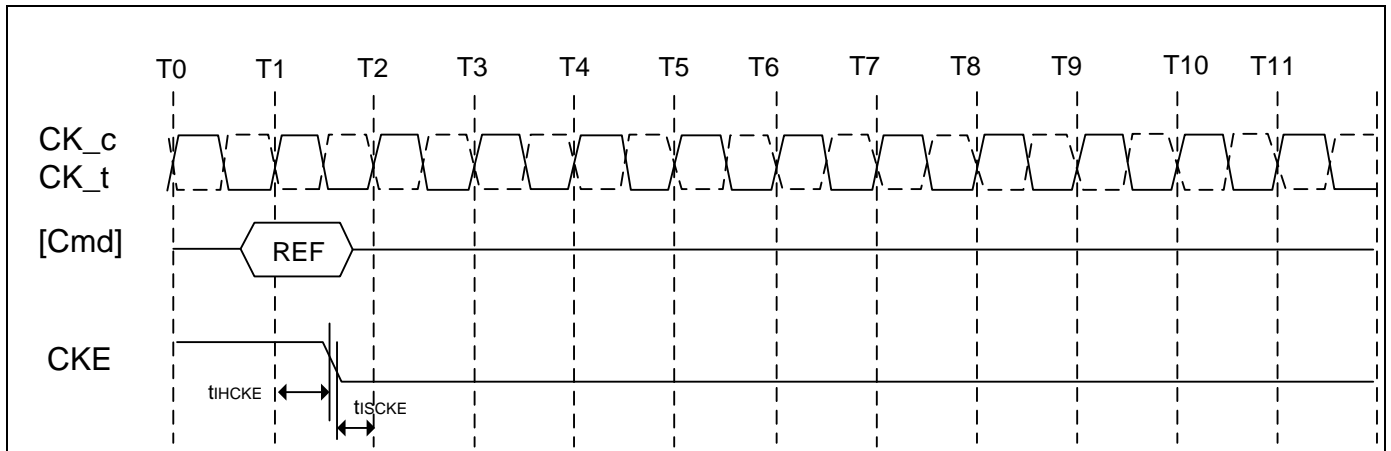 T0 T1 T2 T3 T4 T5 T6 T7 T8 T9 T10 T11
CK_c
CK_t
[Cmd] REF
CKE
tIHCKE
tISCKE